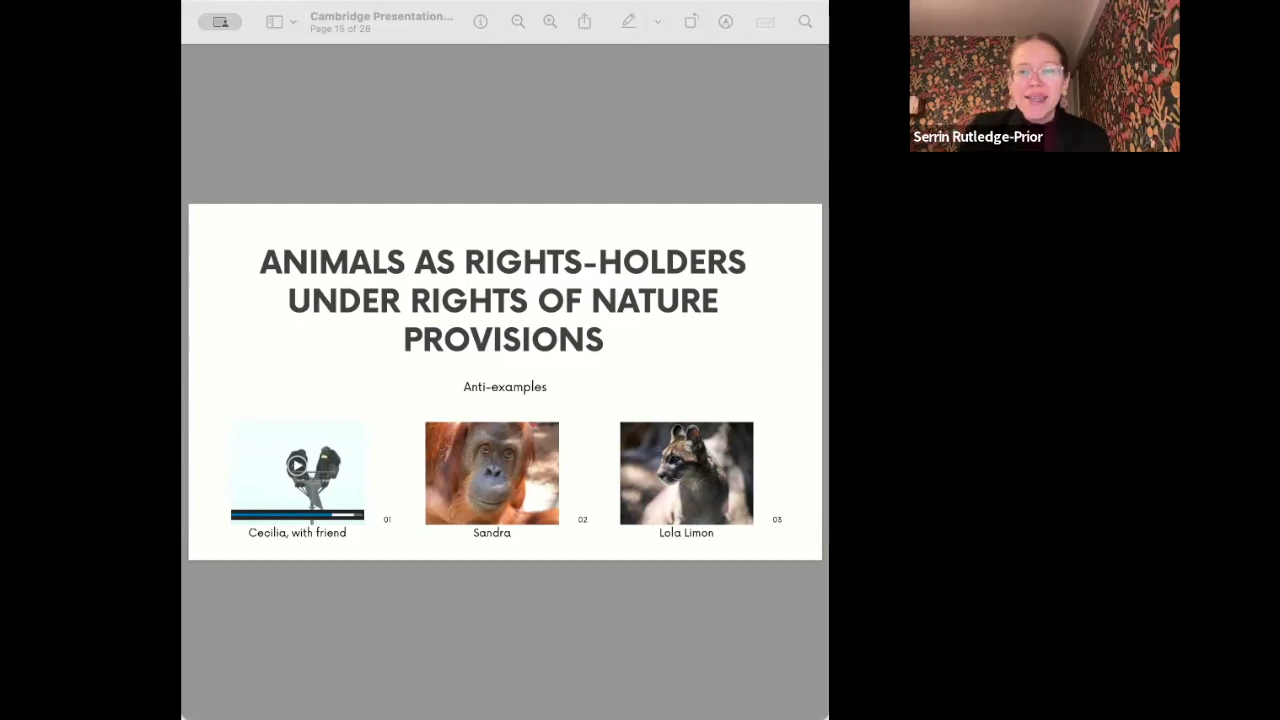 Cambridge Presentation...
Page 15 of 28
Serrin Rutledge-Prior
ANIMALS AS RIGHTS-HOLDERS
UNDER RIGHTS OF NATURE
PROVISIONS
Anti-examples
01
02
03
Cecilia, with friend
Sandra
Lola Limon